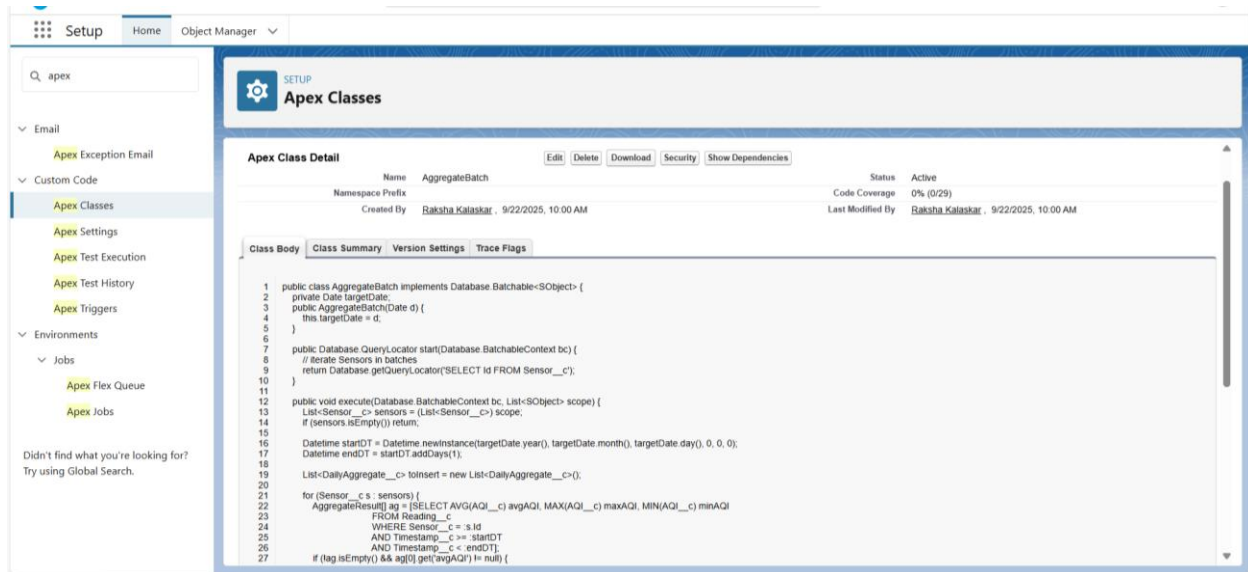 Setup Home Object Manager
apex
SETUP
Apex Classes
Email
Apex Exception Email
Custom Code
Apex Classes
Apex Settings
Apex Test Execution
Apex Test History
Apex Triggers
Environments
Jobs
Apex Flex Queue
Apex Jobs
Didn't find what you're looking for?
Try using Global Search.
Apex Class Detail Edit Delete Download Security Show Dependencies
Name AggregateBatch Status Active
Namespace Prefix Code Coverage 0% (0/29)
Created By Raksha Kalaskar , 9/22/2025, 10:00 AM Last Modified By Raksha Kalaskar , 9/22/2025, 10:00 AM
Class Body Class Summary Version Settings Trace Flags
1 public class AggregateBatch implements Database.Batchable<SObject> {
2 private Date targetDate;
3 public AggregateBatch(Date d) {
4 this.targetDate = d;
5 }
6
7 public Database.QueryLocator start(Database.BatchableContext bc) {
8 // iterate Sensors in batches
9 return Database.getQueryLocator('SELECT Id FROM Sensor__c');
10 }
11
12 public void execute(Database.BatchableContext bc, List<SObject> scope) {
13 List<Sensor__c> sensors = (List<Sensor__c>) scope;
14 if (sensors.isEmpty()) return;
15
16 Datetime startDT = Datetime.newInstance(targetDate.year(), targetDate.month(), targetDate.day(), 0, 0, 0);
17 Datetime endDT = startDT.addDays(1);
18
19 List<DailyAggregate__c> toInsert = new List<DailyAggregate__c>();
20
21 for (Sensor__c s : sensors) {
22 AggregateResult[] ag = [SELECT AVG(AQI__c) avgAQI, MAX(AQI__c) maxAQI, MIN(AQI__c) minAQI
23 FROM Reading__c
24 WHERE Sensor__c = :s.Id
25 AND Timestamp__c >= :startDT
26 AND Timestamp__c < :endDT];
27 if (!ag.isEmpty() && ag[0].get('avgAQI') != null) {